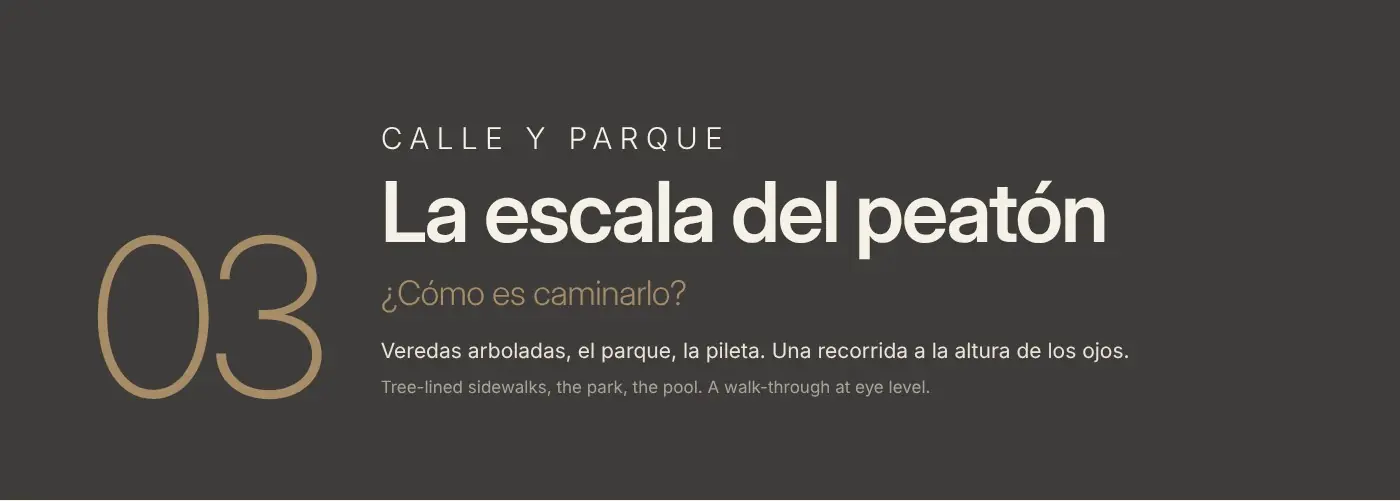 CALLE Y PARQUE
La escala del peatón
03
¿Cómo es caminarlo?
Veredas arboladas, el parque, la pileta. Una recorrida a la altura de los ojos.
Tree-lined sidewalks, the park, the pool. A walk-through at eye level.